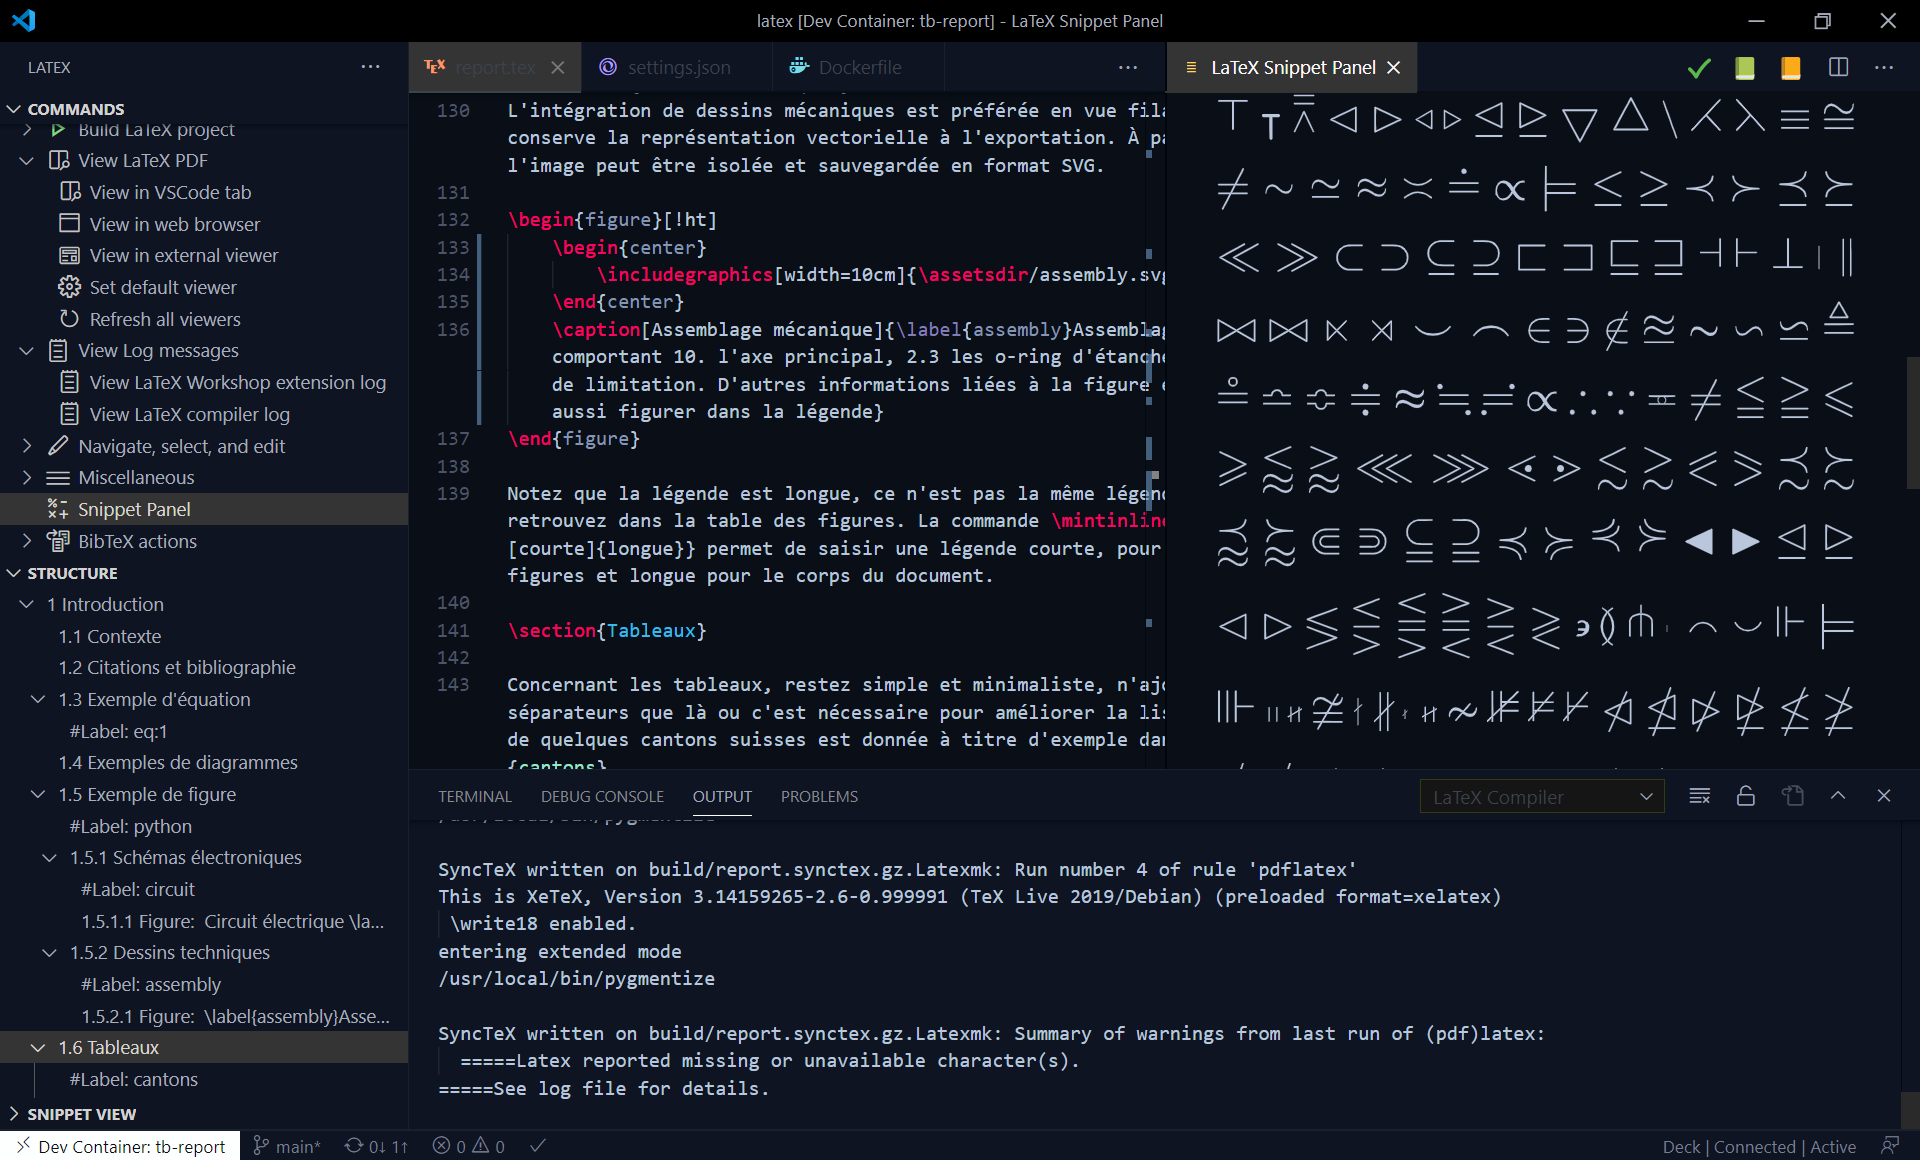 latex [Dev Container: tb-report] - LaTeX Snippet Panel
LATEX
COMMANDS
Build LaTeX project
View LaTeX PDF
View in VSCode tab
View in web browser
View in external viewer
Set default viewer
Refresh all viewers
View Log messages
View LaTeX Workshop extension log
View LaTeX compiler log
Navigate, select, and edit
Miscellaneous
Snippet Panel
BibTeX actions
STRUCTURE
1 Introduction
1.1 Contexte
1.2 Citations et bibliographie
1.3 Exemple d'équation
#Label: eq:1
1.4 Exemples de diagrammes
1.5 Exemple de figure
#Label: python
1.5.1 Schémas électroniques
#Label: circuit
1.5.1.1 Figure:  Circuit électrique \la...
1.5.2 Dessins techniques
#Label: assembly
1.5.2.1 Figure:  \label{assembly}Asse...
1.6 Tableaux
#Label: cantons
SNIPPET VIEW
report.tex
settings.json
Dockerfile
130 L'intégration de dessins mécaniques est préférée en vue fil
conserve la représentation vectorielle à l'exportation. À
l'image peut être isolée et sauvegardée en format SVG.
131
132 \begin{figure}[!ht]
133 \begin{center}
134 \includegraphics[width=10cm]{\assetsdir/assembly.sv
135 \end{center}
136 \caption[Assemblage mécanique]{\label{assembly}Assembla
comportant 10. l'axe principal, 2.3 les o-ring d'étanch
de limitation. D'autres informations liées à la figure
aussi figurer dans la légende}
137 \end{figure}
138
139 Notez que la légende est longue, ce n'est pas la même légen
retrouvez dans la table des figures. La commande \mintinlin
[courte]{longue}} permet de saisir une légende courte, pour
figures et longue pour le corps du document.
140
141 \section{Tableaux}
142
143 Concernant les tableaux, restez simple et minimaliste, n'aj
séparateurs que là ou c'est nécessaire pour améliorer la lis
de quelques cantons suisses est donnée à titre d'exemple dan
{cantons}
LaTeX Snippet Panel
TERMINAL
DEBUG CONSOLE
OUTPUT
PROBLEMS
LaTeX Compiler
/usr/local/bin/pygmentize
SyncTeX written on build/report.synctex.gz.Latexmk: Run number 4 of rule 'pdflatex'
This is XeTeX, Version 3.14159265-2.6-0.999991 (TeX Live 2019/Debian) (preloaded format=xelatex)
\write18 enabled.
entering extended mode
/usr/local/bin/pygmentize
SyncTeX written on build/report.synctex.gz.Latexmk: Summary of warnings from last run of (pdf)latex:
=====Latex reported missing or unavailable character(s).
=====See log file for details.
Dev Container: tb-report
main*
0↓ 1↑
0
0
Deck | Connected | Active